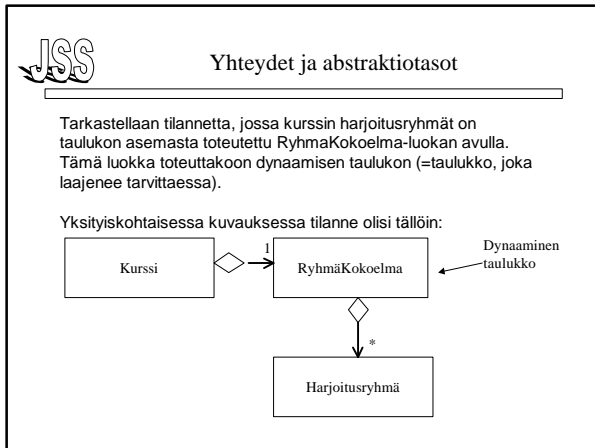 JSS
Yhteydet ja abstraktiotasot
Tarkastellaan tilannetta, jossa kurssin harjoitusryhmät on
taulukon asemasta toteutettu RyhmaKokoelma-luokan avulla.
Tämä luokka toteuttakoon dynaamisen taulukon (=taulukko, joka
laajenee tarvittaessa).
Yksityiskohtaisessa kuvauksessa tilanne olisi tällöin:
Kurssi
1
RyhmäKokoelma
Dynaaminen
taulukko
*
Harjoitusryhmä